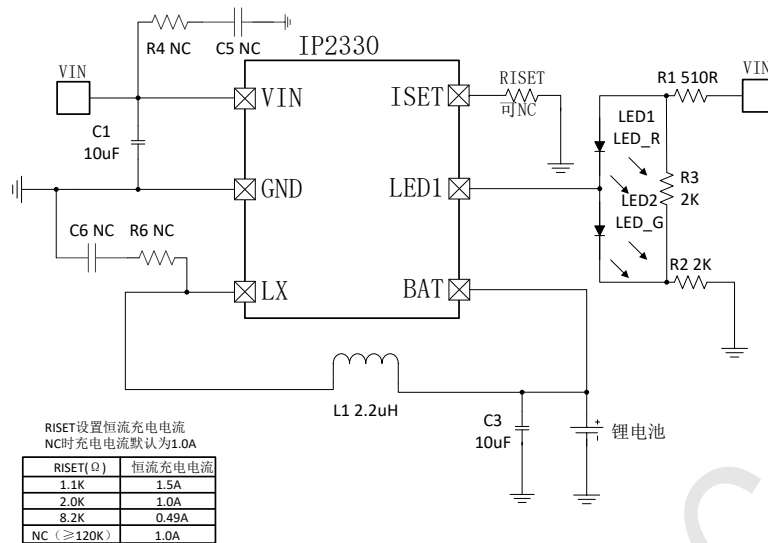 R4 NC
C5 NC
IP2330
VIN
VIN
ISET
RISET
可NC
R1 510R
VIN
C1
10uF
LED1
LED_R
GND
LED1
R3
2K
LED2
LED_G
C6 NC
R6 NC
R2 2K
LX
BAT
L1 2.2uH
C3
10uF
+
-
锂电池
RISET设置恒流充电电流
NC时充电电流默认为1.0A
RISET(Ω) 恒流充电电流
1.1K 1.5A
2.0K 1.0A
8.2K 0.49A
NC（≥120K） 1.0A